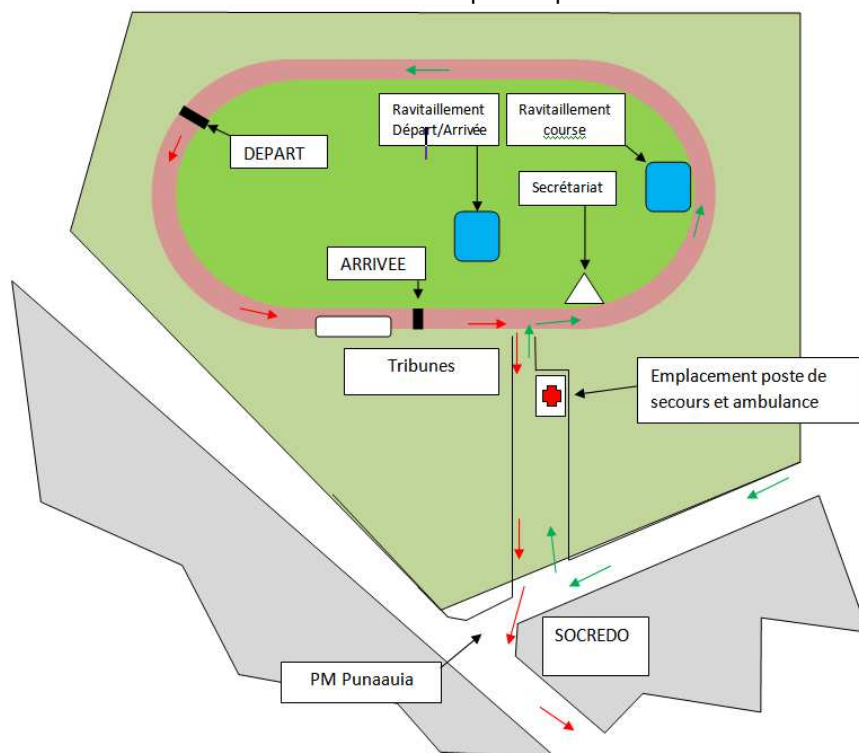 Ravitaillement
Départ/Arrivée
Ravitaillement
course
DEPART
Secrétariat
ARRIVEE
Tribunes
Emplacement poste de
secours et ambulance
SOCREDO
PM Punaauia